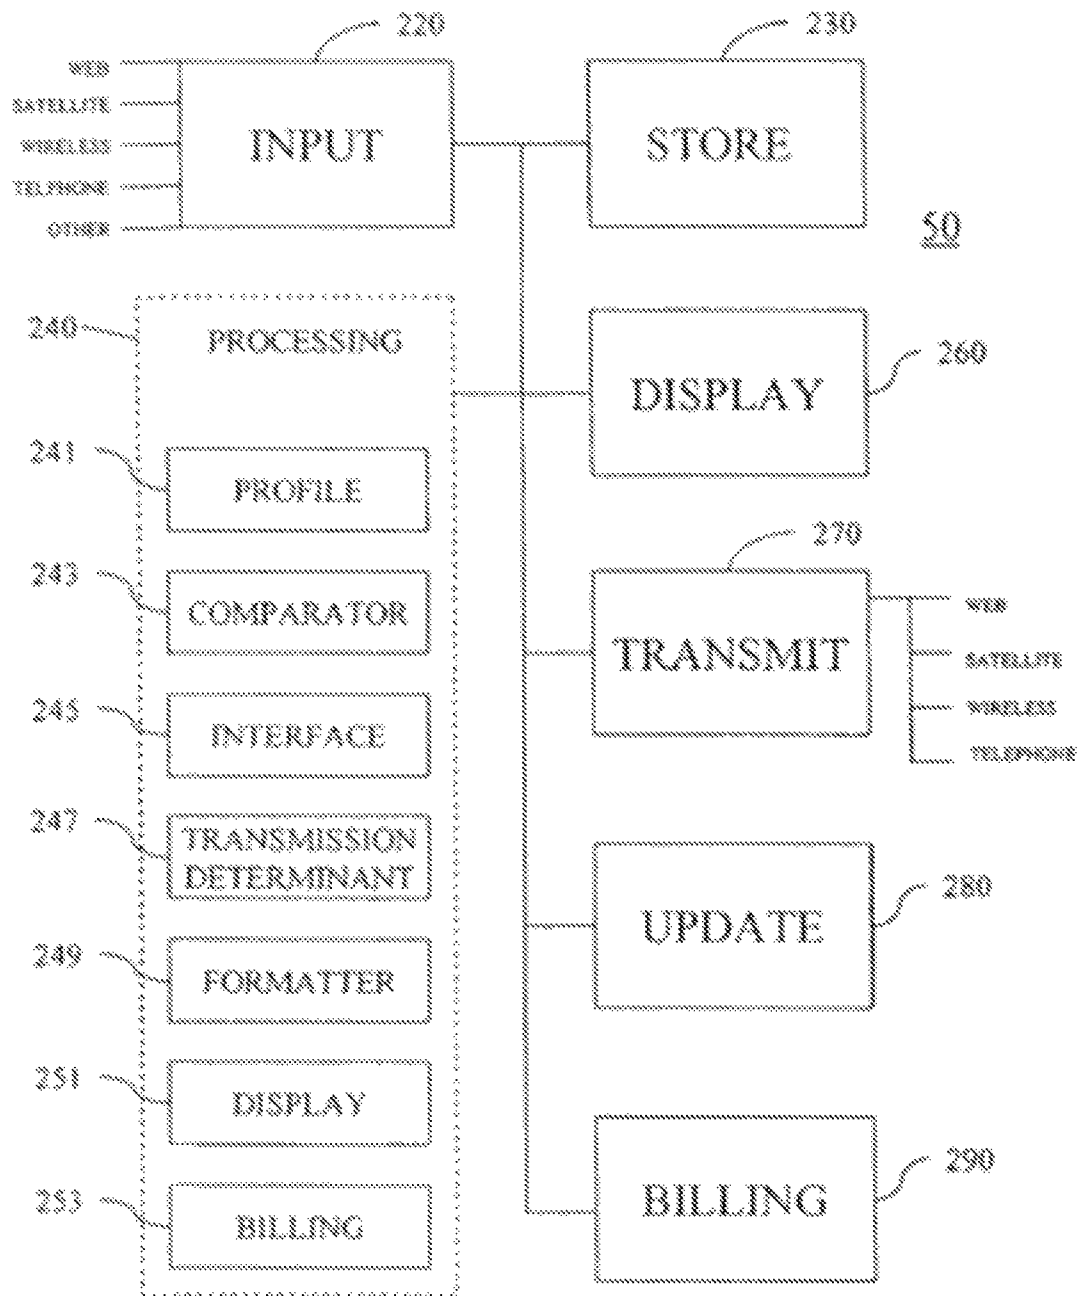 220
230
WEB
SATELLITE
WIRELESS
TELPHONE
OTHER
INPUT
STORE
50
240
PROCESSING
DISPLAY
260
241
PROFILE
270
243
COMPARATOR
TRANSMIT
WEB
SATELLITE
WIRELESS
TELEPHONE
245
INTERFACE
247
TRANSMISSION
DETERMINANT
UPDATE
280
249
FORMATTER
251
DISPLAY
253
BILLING
BILLING
290